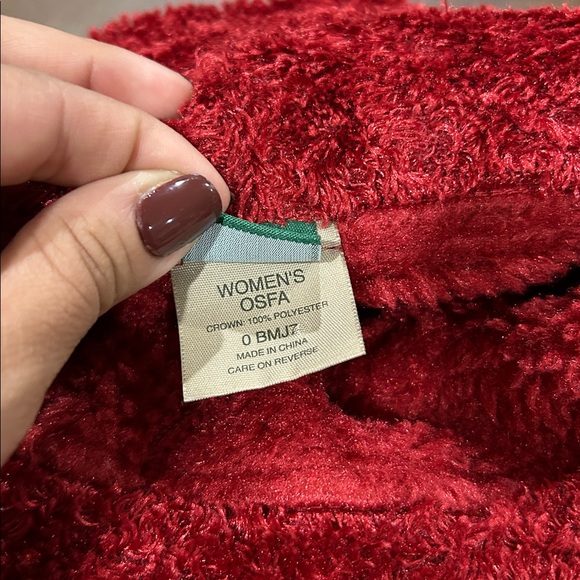 WOMEN'S
OSFA
CROWN: 100% POLYESTER
0 BMJ7
MADE IN CHINA
CARE ON REVERSE